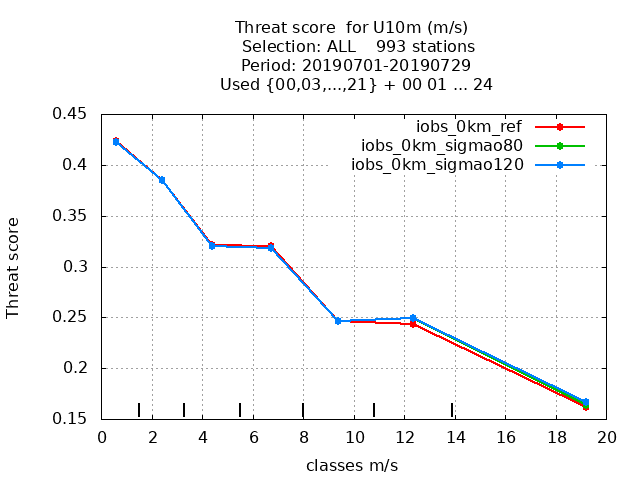 Threat score  for U10m (m/s)
Selection: ALL    993 stations
Period: 20190701-20190729
Used {00,03,...,21} + 00 01 ... 24
iobs_0km_ref
iobs_0km_sigmao80
iobs_0km_sigmao120
Threat score
0.45
0.4
0.35
0.3
0.25
0.2
0.15
0 2 4 6 8 10 12 14 16 18 20
classes m/s